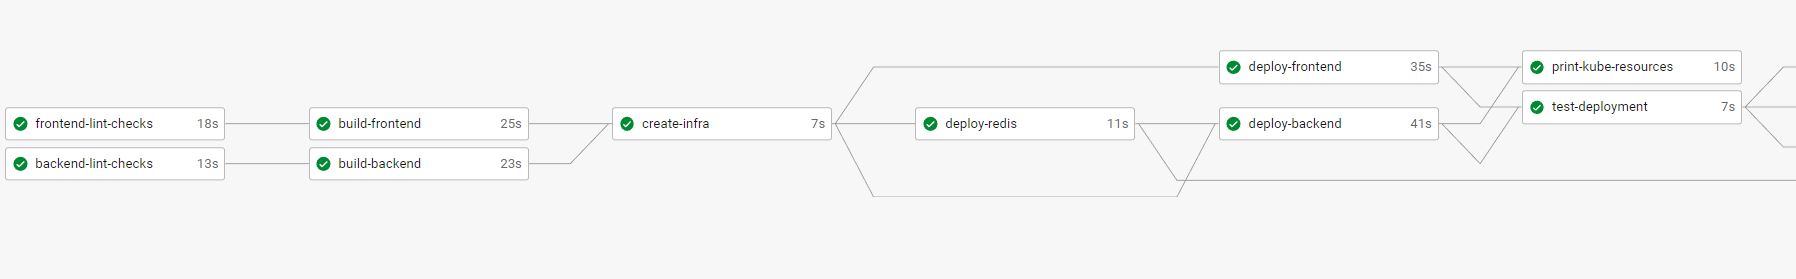 frontend-lint-checks 18s
backend-lint-checks 13s
build-frontend 25s
build-backend 23s
create-infra 7s
deploy-redis 11s
deploy-frontend 35s
deploy-backend 41s
print-kube-resources 10s
test-deployment 7s